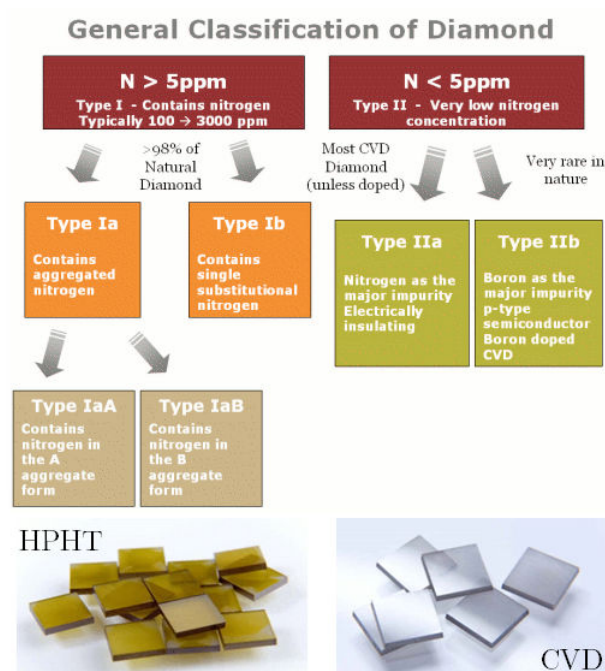 General Classification of Diamond
N > 5ppm
Type I - Contains nitrogen
Typically 100 → 3000 ppm
N < 5ppm
Type II - Very low nitrogen
concentration
>98% of
Natural
Diamond
Most CVD
Diamond
(unless doped)
Very rare in
nature
Type Ia
Contains
aggregated
nitrogen
Type Ib
Contains
single
substitutional
nitrogen
Type IIa
Nitrogen as the
major impurity
Electrically
insulating
Type IIb
Boron as the
major impurity
p-type
semiconductor
Boron doped
CVD
Type IaA
Contains
nitrogen in
the A
aggregate
form
Type IaB
Contains
nitrogen in
the B
aggregate
form
HPHT
CVD